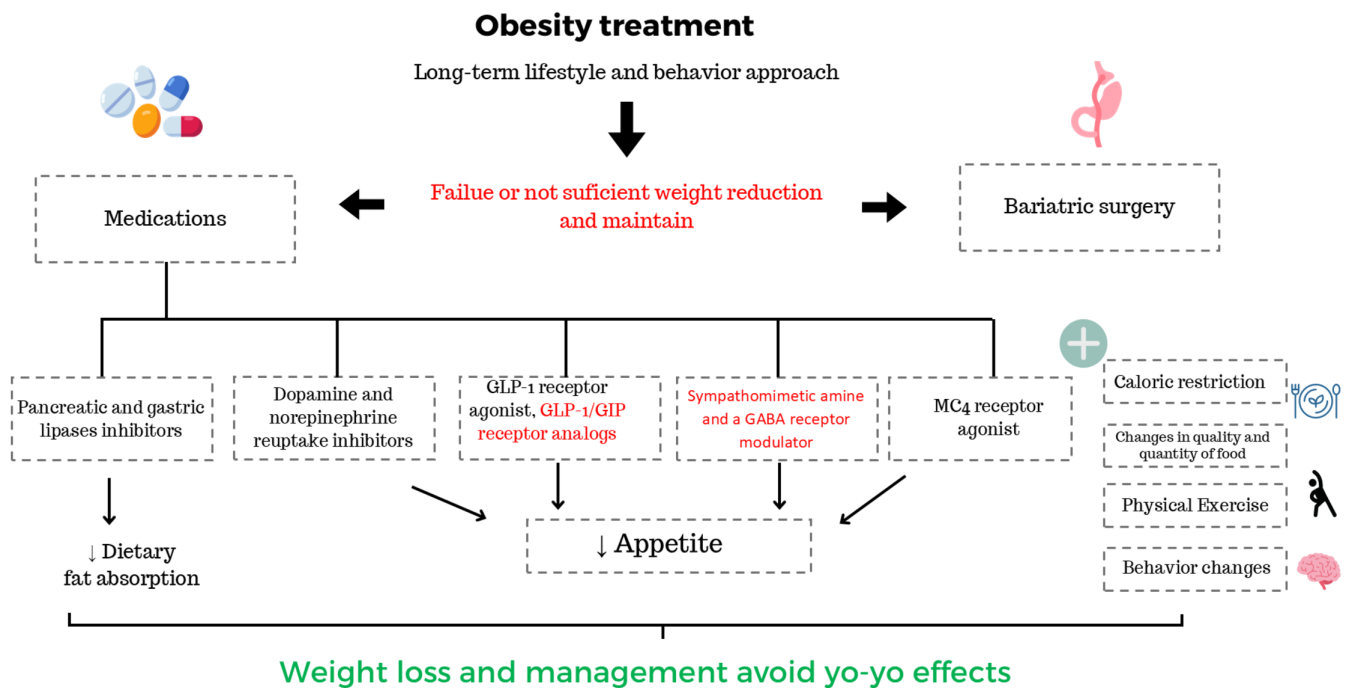 Obesity treatment
Long-term lifestyle and behavior approach
Failue or not suficient weight reduction
and maintain
Medications
Bariatric surgery
Pancreatic and gastric
lipases inhibitors
Dopamine and
norepinephrine
reuptake inhibitors
GLP-1 receptor
agonist, GLP-1/GIP
receptor analogs
Sympathomimetic amine
and a GABA receptor
modulator
MC4 receptor
agonist
Caloric restriction
Changes in quality and
quantity of food
Physical Exercise
Behavior changes
↓ Dietary
fat absorption
↓ Appetite
Weight loss and management avoid yo-yo effects